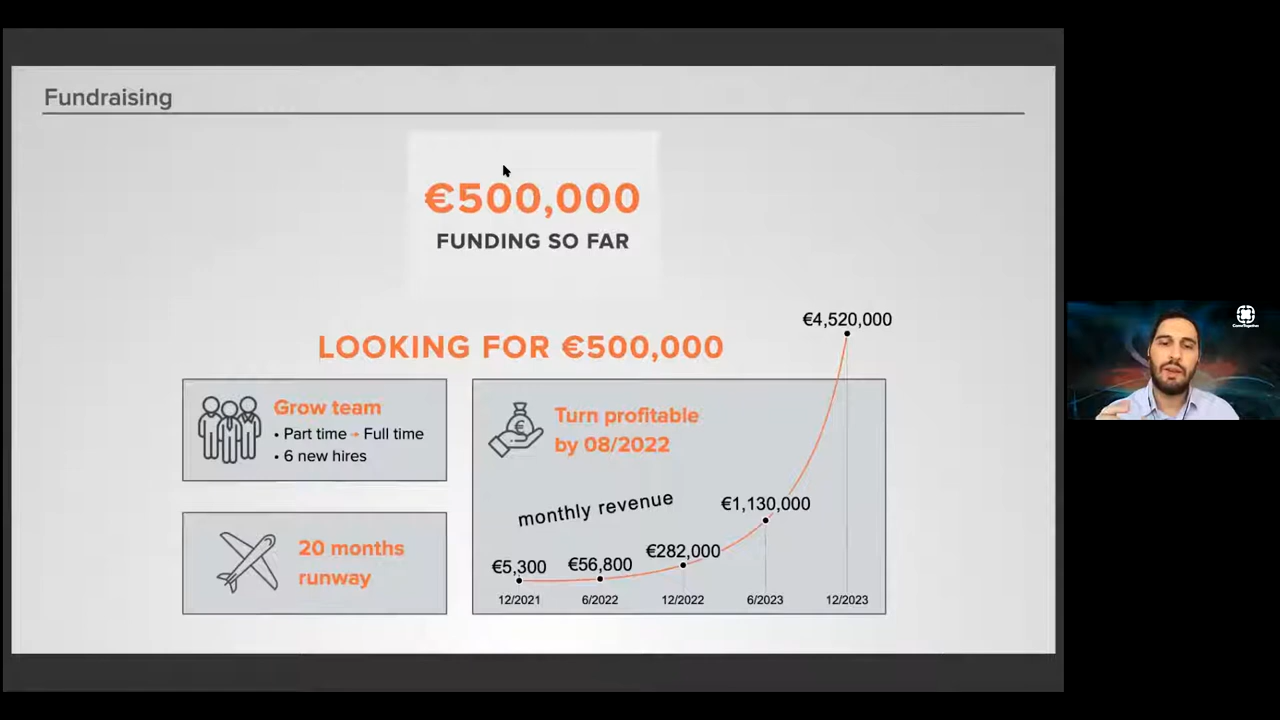 Fundraising
€500,000
FUNDING SO FAR
LOOKING FOR €500,000
Grow team
• Part time → Full time
• 6 new hires
20 months
runway
Turn profitable
by 08/2022
monthly revenue
€5,300
€56,800
€282,000
€1,130,000
€4,520,000
12/2021
6/2022
12/2022
6/2023
12/2023
€